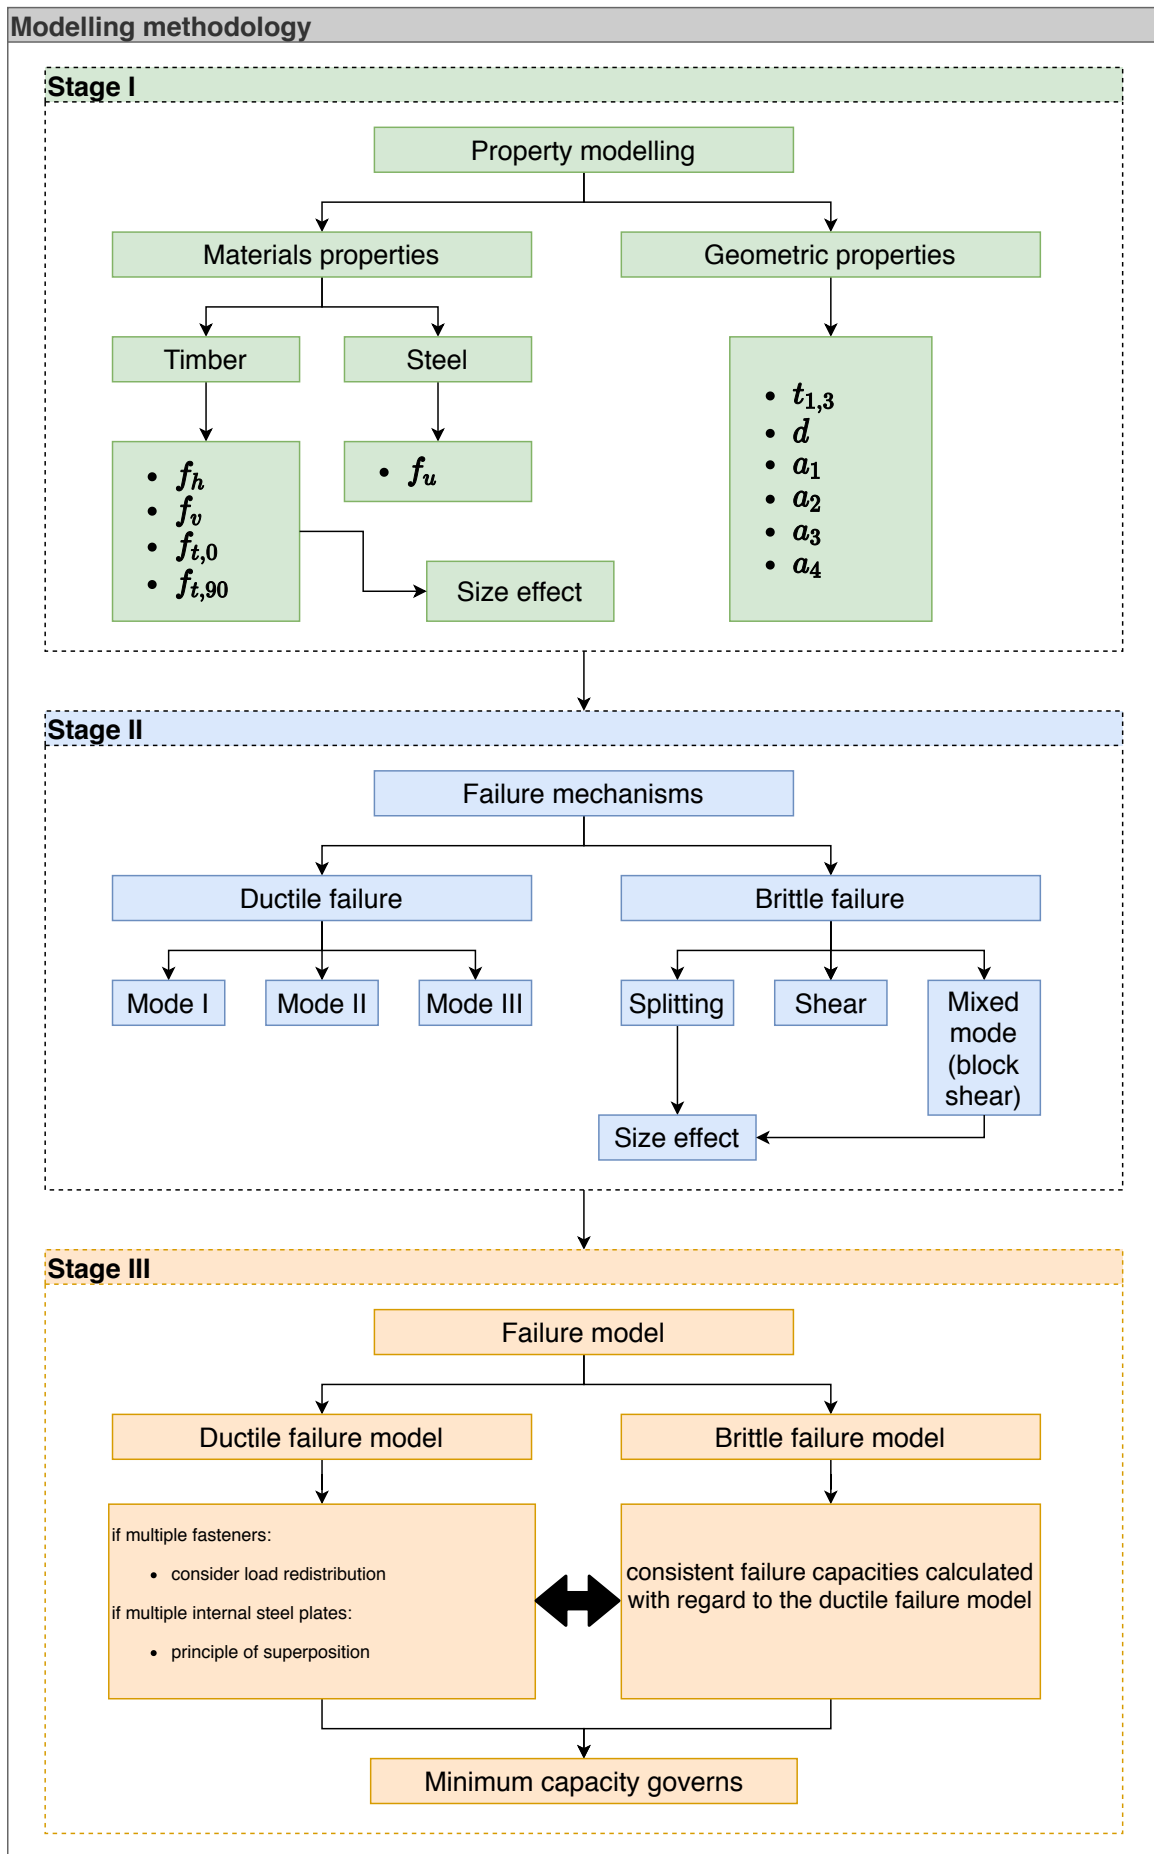 Modelling methodology
Stage I
Property modelling
Materials properties
Geometric properties
Timber
Steel
• f_h
• f_v
• f_{t,0}
• f_{t,90}
• f_u
Size effect
• t_{1,3}
• d
• a_1
• a_2
• a_3
• a_4
Stage II
Failure mechanisms
Ductile failure
Brittle failure
Mode I
Mode II
Mode III
Splitting
Shear
Mixed
mode
(block
shear)
Size effect
Stage III
Failure model
Ductile failure model
Brittle failure model
if multiple fasteners:
• consider load redistribution
if multiple internal steel plates:
• principle of superposition
consistent failure capacities calculated
with regard to the ductile failure model
Minimum capacity governs